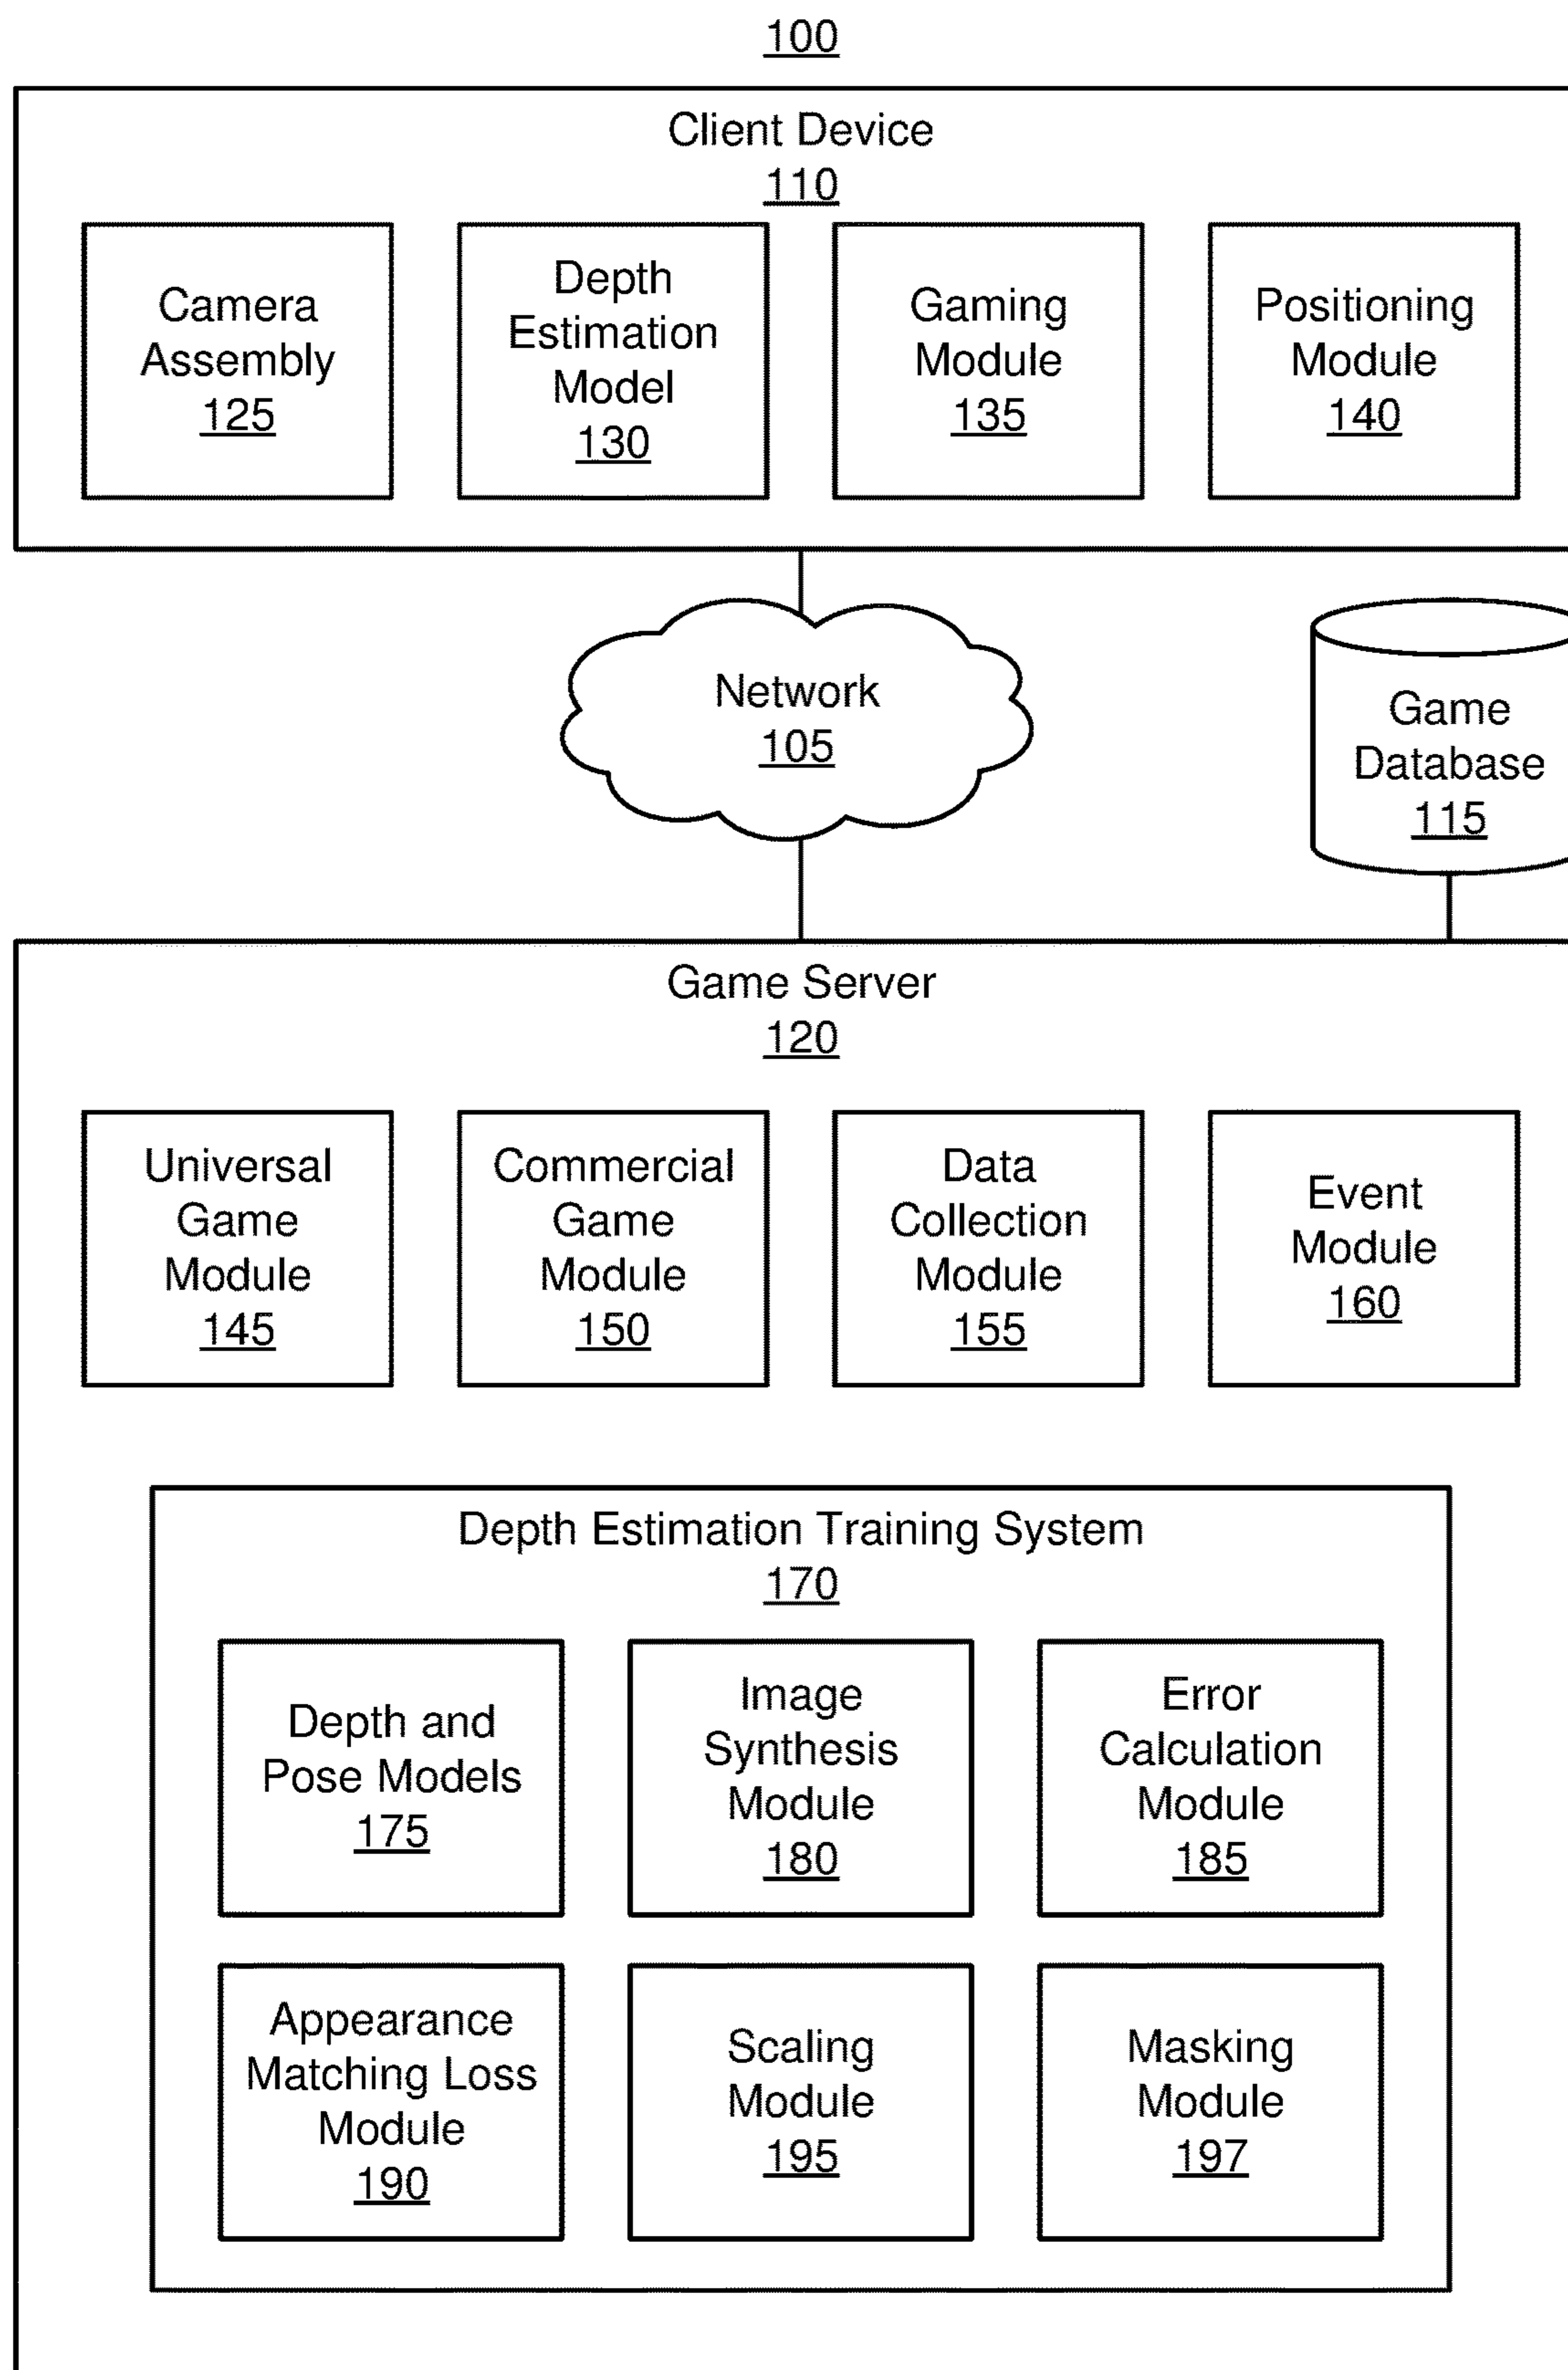 100
Client Device
110
Camera
Assembly
125
Depth
Estimation
Model
130
Gaming
Module
135
Positioning
Module
140
Network
105
Game
Database
115
Game Server
120
Universal
Game
Module
145
Commercial
Game
Module
150
Data
Collection
Module
155
Event
Module
160
Depth Estimation Training System
170
Depth and
Pose Models
175
Image
Synthesis
Module
180
Error
Calculation
Module
185
Appearance
Matching Loss
Module
190
Scaling
Module
195
Masking
Module
197